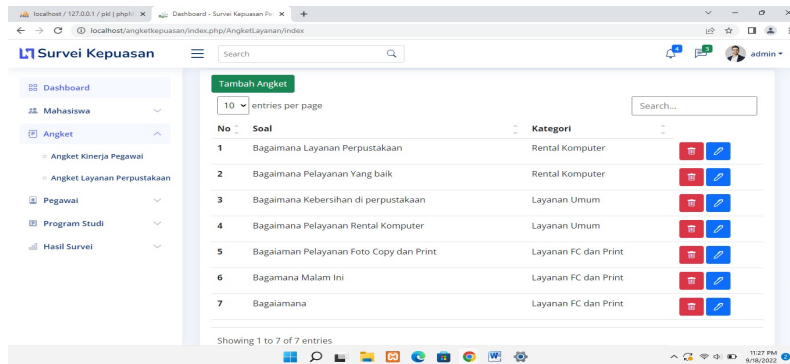 localhost / 127.0.0.1 / pkl | phpM
Dashboard - Survei Kepuasan Pe
localhost/angketkepuasan/index.php/AngketLayanan/index
Survei Kepuasan
Search
4
3
admin
Dashboard
Mahasiswa
Angket
Angket Kinerja Pegawai
Angket Layanan Perpustakaan
Pegawai
Program Studi
Hasil Survei
Tambah Angket
10 entries per page
Search...
No Soal Kategori
1 Bagaimana Layanan Perpustakaan Rental Komputer
2 Bagaimana Pelayanan Yang baik Rental Komputer
3 Bagaimana Kebersihan di perpustakaan Layanan Umum
4 Bagaimana Pelayanan Rental Komputer Layanan Umum
5 Bagaiaman Pelayanan Foto Copy dan Print Layanan FC dan Print
6 Bagamana Malam Ini Layanan FC dan Print
7 Bagaiamana Layanan FC dan Print
Showing 1 to 7 of 7 entries
11:27 PM
9/18/2022
2